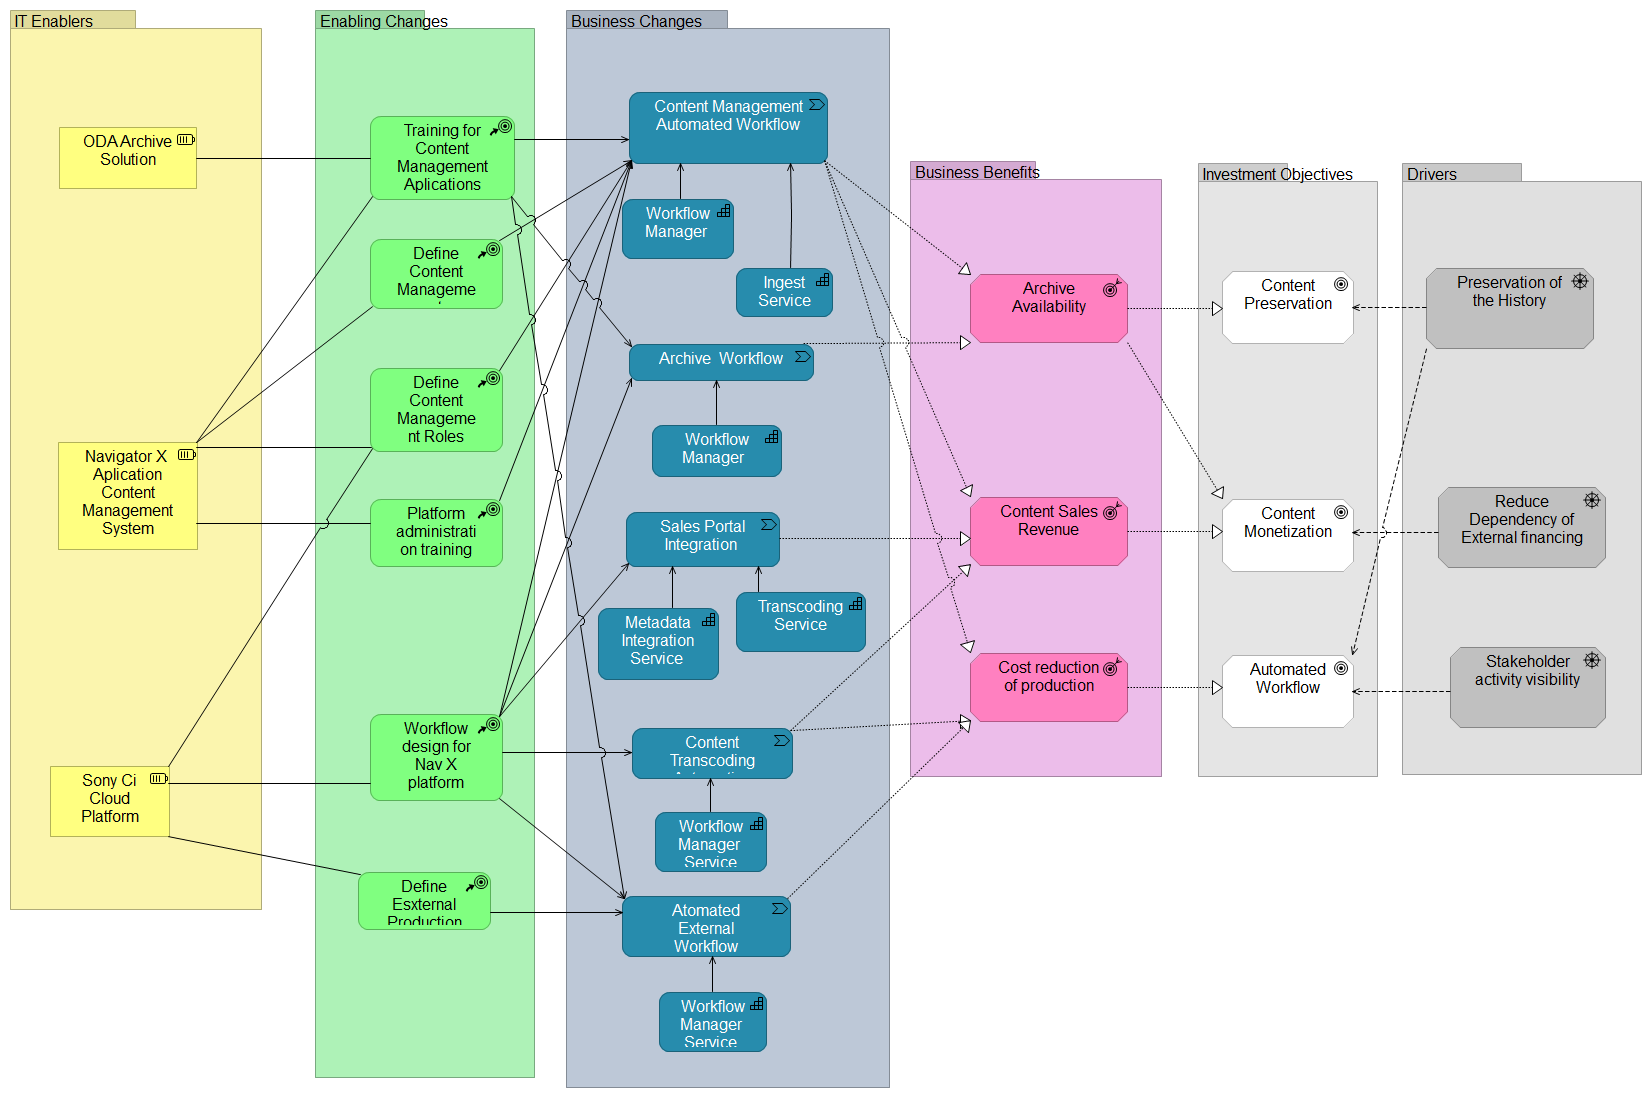 IT Enablers
ODA Archive
Solution
Navigator X
Aplication
Content
Management
System
Sony Ci
Cloud
Platform
Enabling Changes
Training for
Content
Management
Aplications
Define
Content
Manageme
Define
Content
Manageme
nt Roles
Platform
administrati
on training
Workflow
design for
Nav X
platform
Define
Esxternal
Production
Business Changes
Content Management
Automated Workflow
Workflow
Manager
Ingest
Service
Archive  Workflow
Workflow
Manager
Sales Portal
Integration
Metadata
Integration
Service
Transcoding
Service
Content
Transcoding
Workflow
Manager
Service
Atomated
External
Workflow
Workflow
Manager
Service
Business Benefits
Archive
Availability
Content Sales
Revenue
Cost reduction
of production
Investment Objectives
Content
Preservation
Content
Monetization
Automated
Workflow
Drivers
Preservation of
the History
Reduce
Dependency of
External financing
Stakeholder
activity visibility